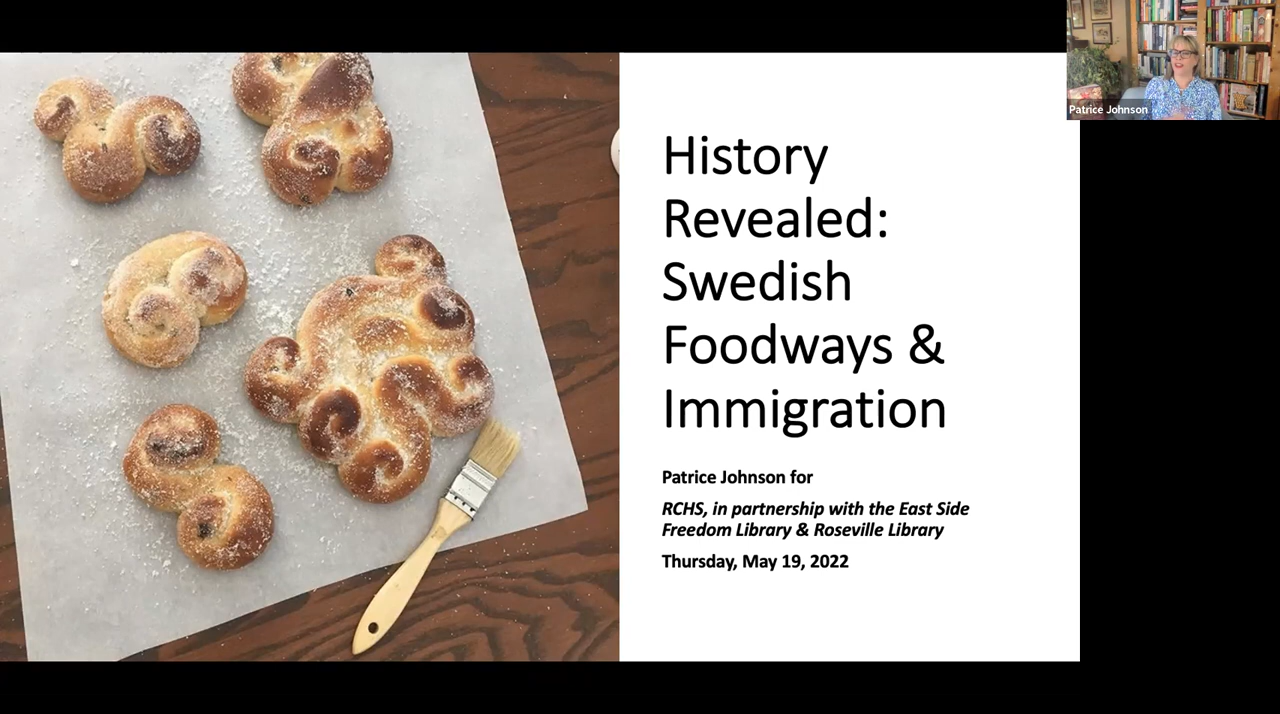 Patrice Johnson
History
Revealed:
Swedish
Foodways &
Immigration
Patrice Johnson for
RCHS, in partnership with the East Side
Freedom Library & Roseville Library
Thursday, May 19, 2022